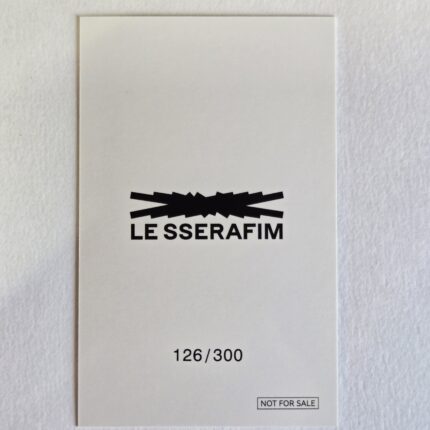 LE SSERAFIM
126/300
NOT FOR SALE